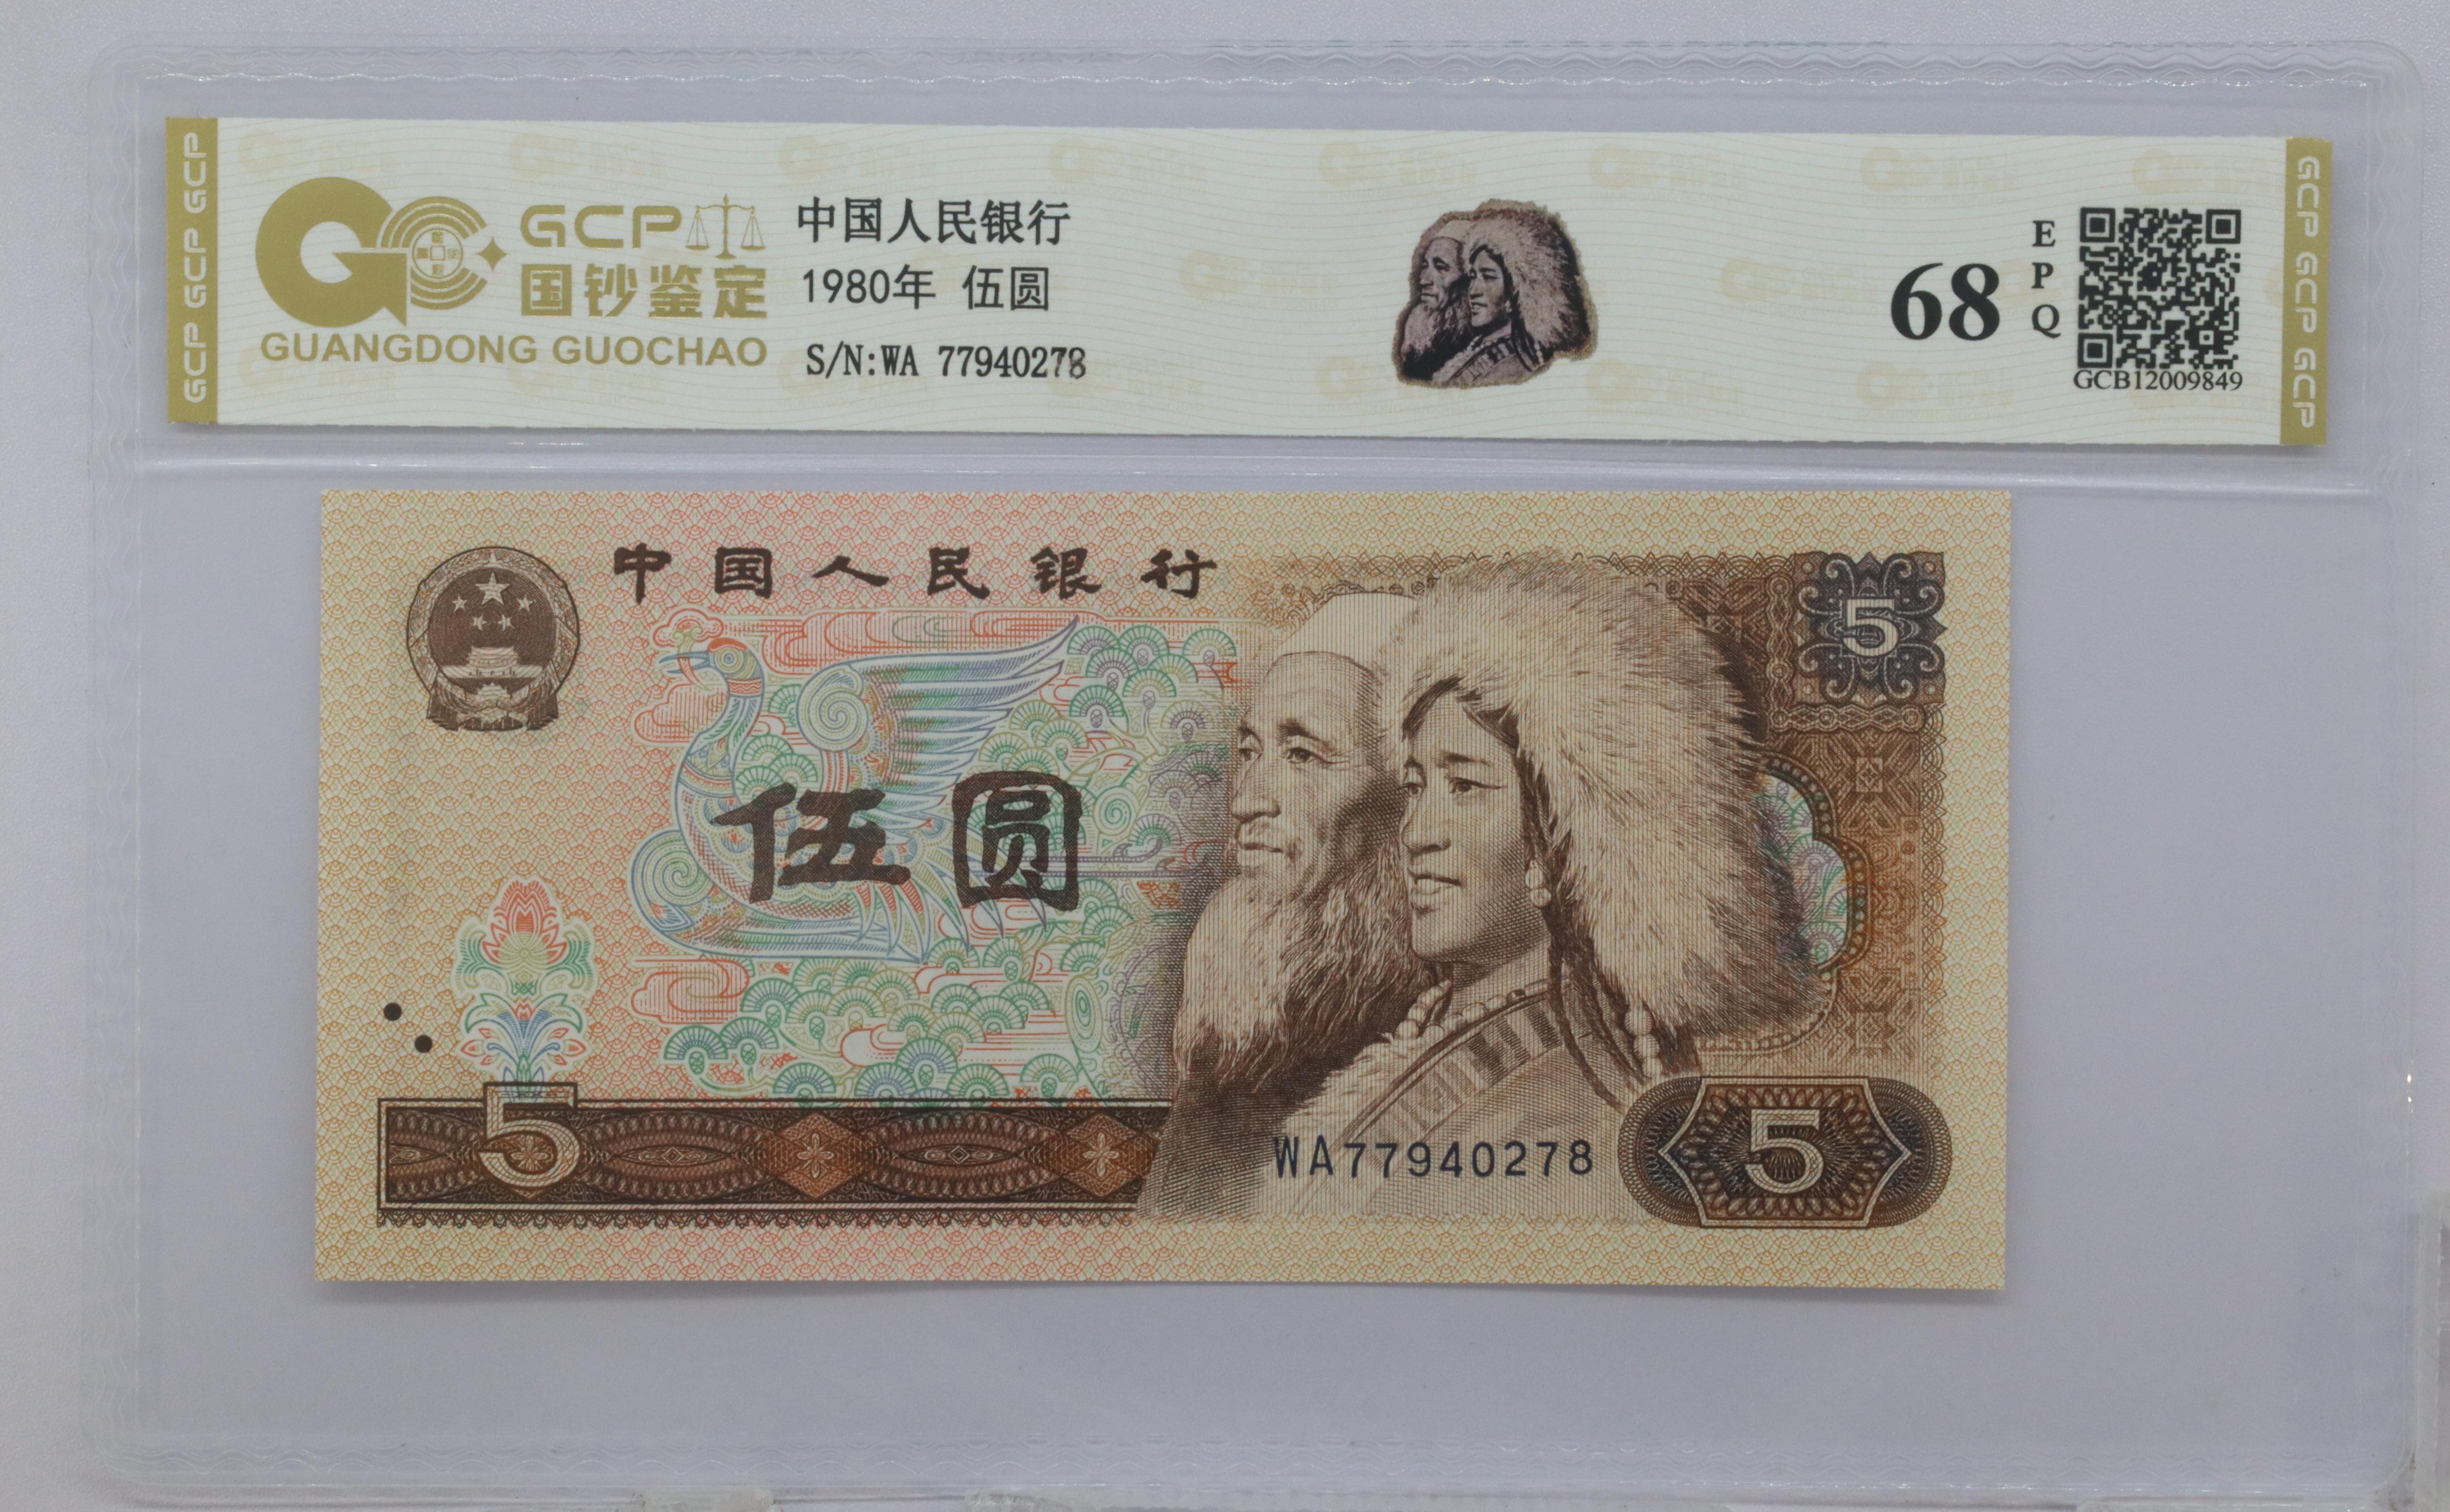 GCP GCP GCP
GCP
国钞鉴定
GUANGDONG GUOCHAO
中国人民银行
1980年 伍圆
S/N:WA 77940278
68
EPQ
GCB12009849
GCP GCP GCP
中国人民银行
5
伍圆
5
WA77940278
5